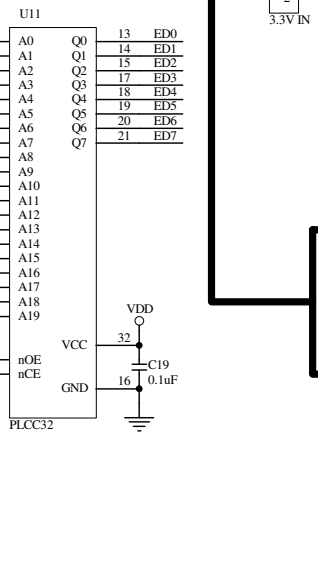 U11
2
3.3V IN
A0 Q0 13 ED0
A1 Q1 14 ED1
A2 Q2 15 ED2
A3 Q3 17 ED3
A4 Q4 18 ED4
A5 Q5 19 ED5
A6 Q6 20 ED6
A7 Q7 21 ED7
A8
A9
A10
A11
A12
A13
A14
A15
A16
A17
A18
A19
VDD
VCC 32
nOE
C19
nCE
0.1uF
GND 16
PLCC32